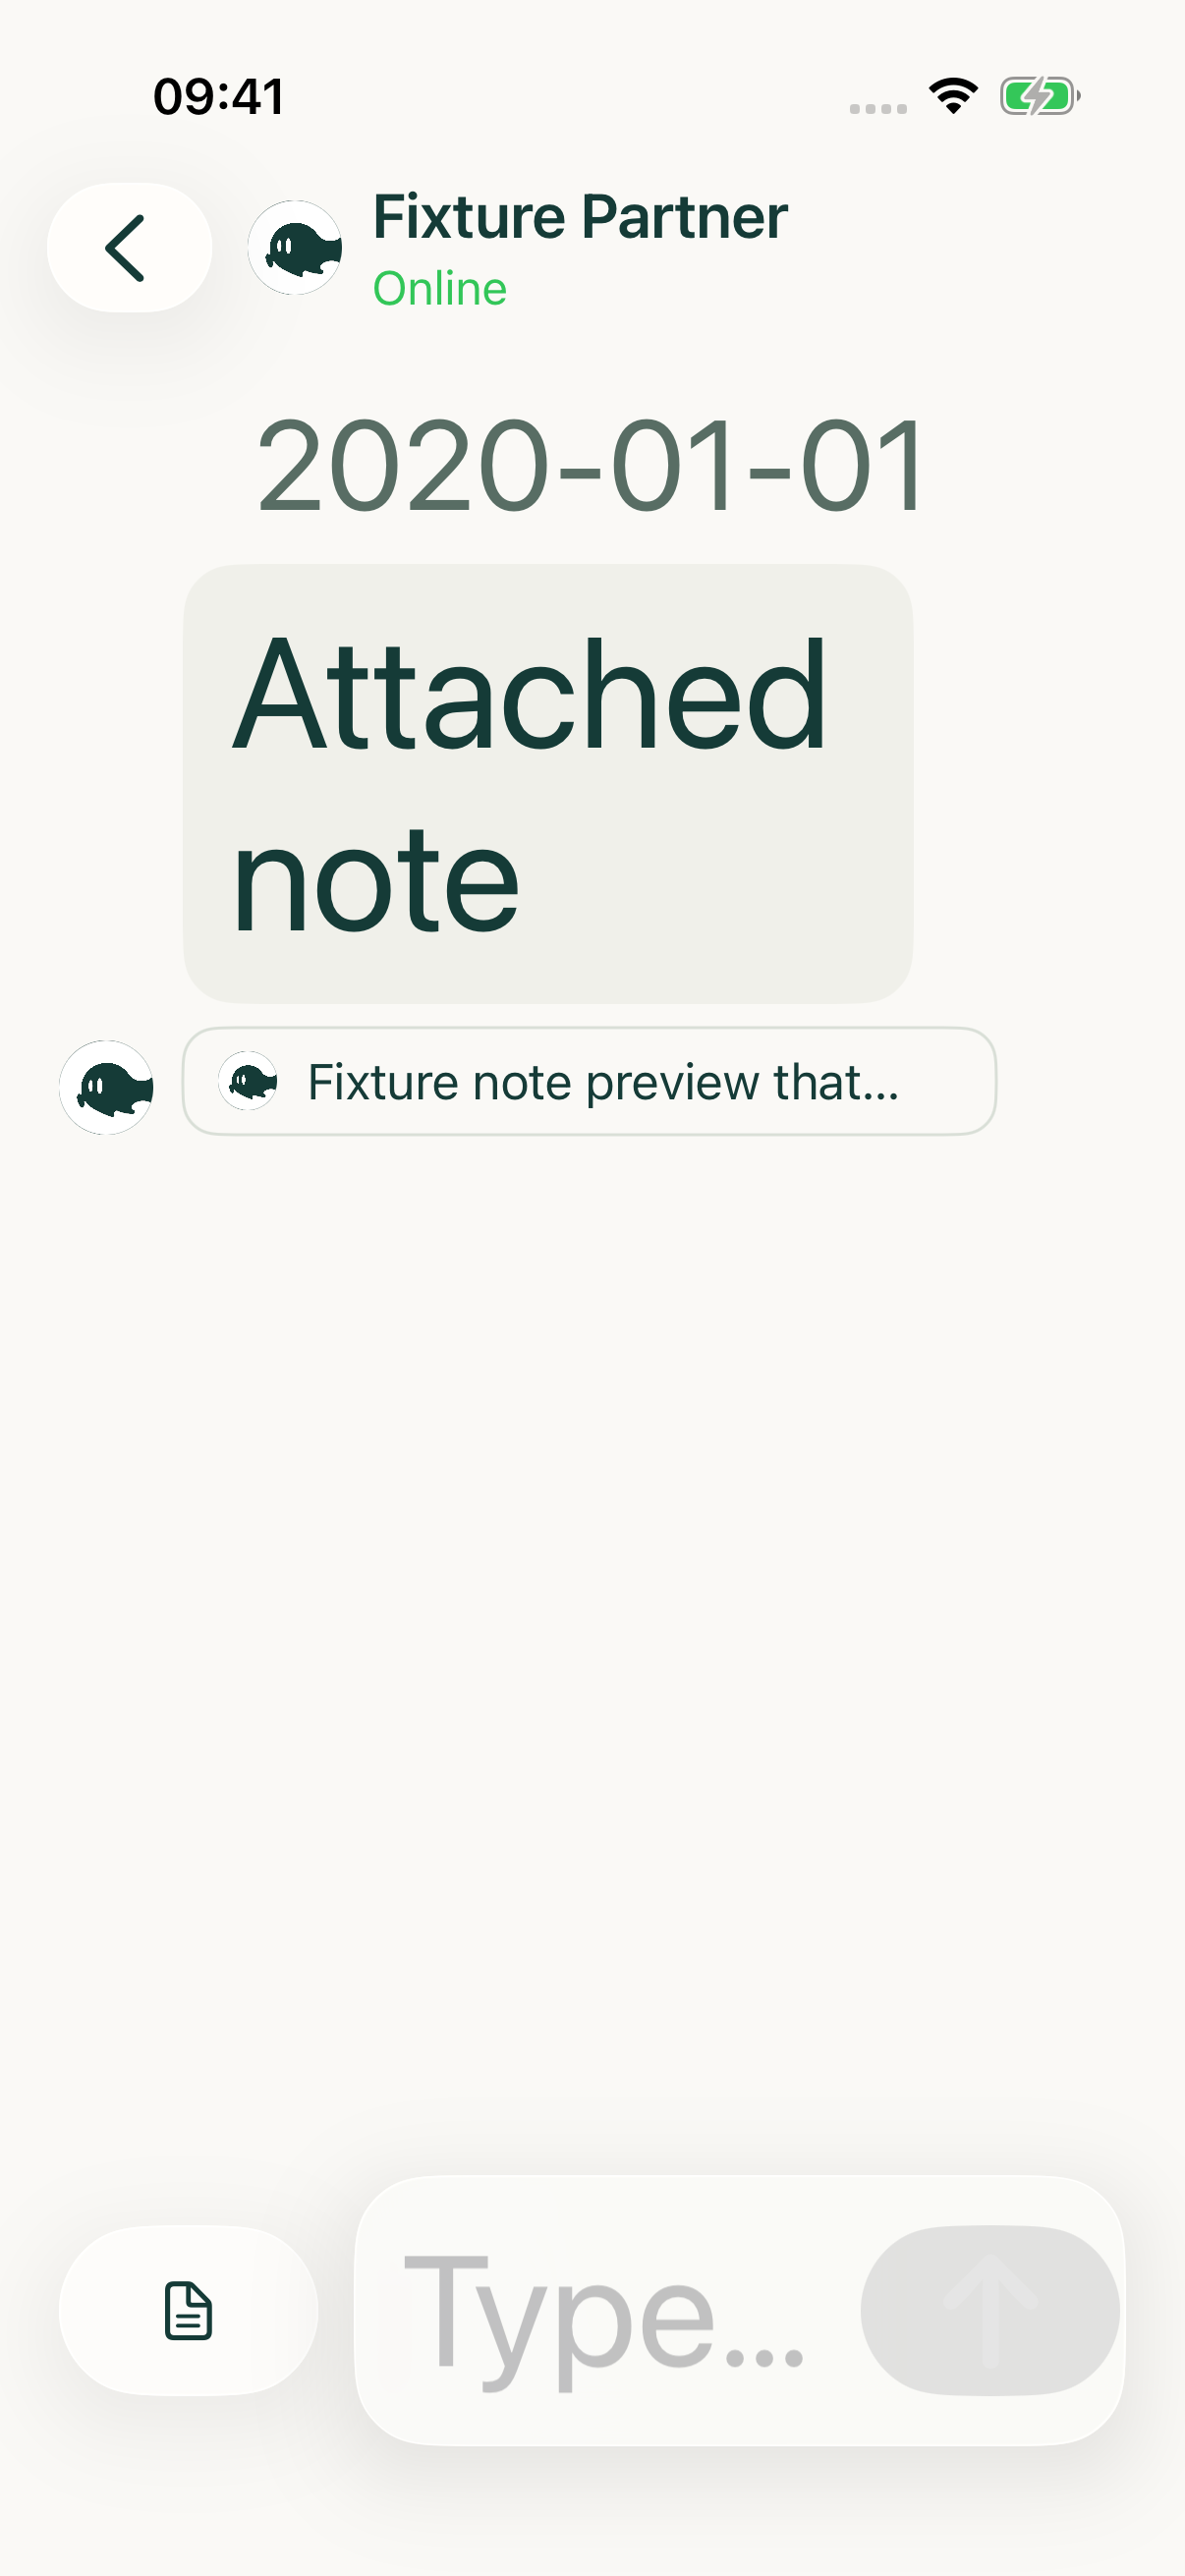 09:41
Fixture Partner
Online
2020-01-01
Attached
note
Fixture note preview that...
Type...